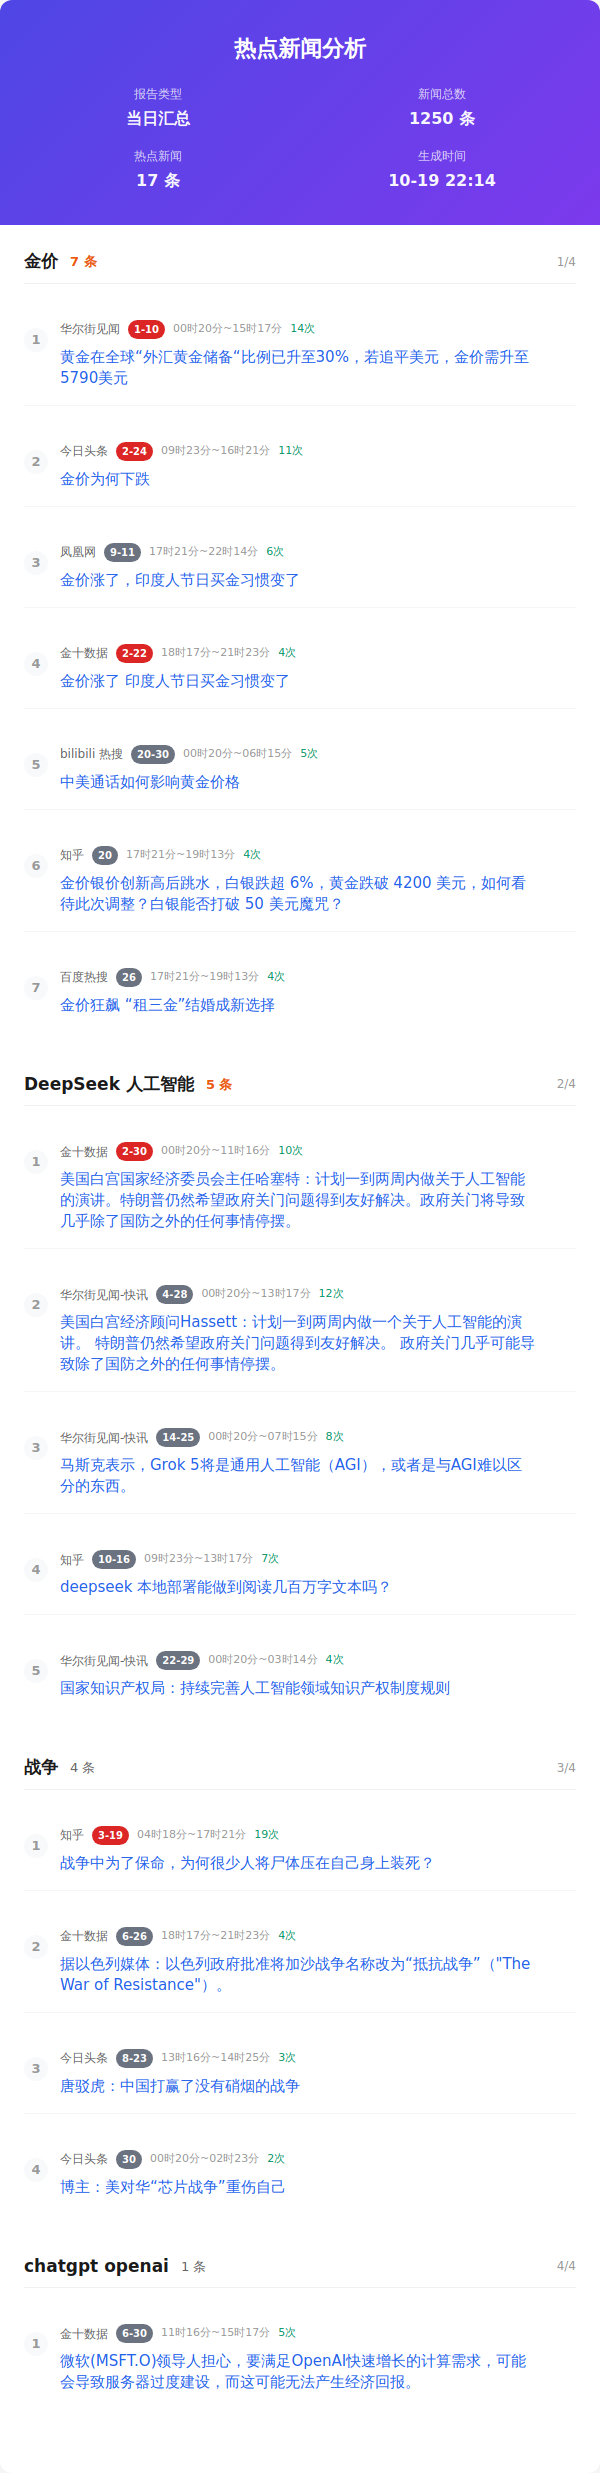 热点新闻分析
报告类型
新闻总数
当日汇总
1250 条
热点新闻
生成时间
17 条
10-19 22:14
金价 7 条 1/4
1
华尔街见闻 1-10 00时20分~15时17分 14次
黄金在全球“外汇黄金储备“比例已升至30%，若追平美元，金价需升至
5790美元
2
今日头条 2-24 09时23分~16时21分 11次
金价为何下跌
3
凤凰网 9-11 17时21分~22时14分 6次
金价涨了，印度人节日买金习惯变了
4
金十数据 2-22 18时17分~21时23分 4次
金价涨了 印度人节日买金习惯变了
5
bilibili 热搜 20-30 00时20分~06时15分 5次
中美通话如何影响黄金价格
6
知乎 20 17时21分~19时13分 4次
金价银价创新高后跳水，白银跌超 6%，黄金跌破 4200 美元，如何看
待此次调整？白银能否打破 50 美元魔咒？
7
百度热搜 26 17时21分~19时13分 4次
金价狂飙 “租三金”结婚成新选择
DeepSeek 人工智能 5 条 2/4
1
金十数据 2-30 00时20分~11时16分 10次
美国白宫国家经济委员会主任哈塞特：计划一到两周内做关于人工智能
的演讲。特朗普仍然希望政府关门问题得到友好解决。政府关门将导致
几乎除了国防之外的任何事情停摆。
2
华尔街见闻-快讯 4-28 00时20分~13时17分 12次
美国白宫经济顾问Hassett：计划一到两周内做一个关于人工智能的演
讲。 特朗普仍然希望政府关门问题得到友好解决。 政府关门几乎可能导
致除了国防之外的任何事情停摆。
3
华尔街见闻-快讯 14-25 00时20分~07时15分 8次
马斯克表示，Grok 5将是通用人工智能（AGI），或者是与AGI难以区
分的东西。
4
知乎 10-16 09时23分~13时17分 7次
deepseek 本地部署能做到阅读几百万字文本吗？
5
华尔街见闻-快讯 22-29 00时20分~03时14分 4次
国家知识产权局：持续完善人工智能领域知识产权制度规则
战争 4 条 3/4
1
知乎 3-19 04时18分~17时21分 19次
战争中为了保命，为何很少人将尸体压在自己身上装死？
2
金十数据 6-26 18时17分~21时23分 4次
据以色列媒体：以色列政府批准将加沙战争名称改为“抵抗战争”（"The
War of Resistance"）。
3
今日头条 8-23 13时16分~14时25分 3次
唐驳虎：中国打赢了没有硝烟的战争
4
今日头条 30 00时20分~02时23分 2次
博主：美对华“芯片战争”重伤自己
chatgpt openai 1 条 4/4
1
金十数据 6-30 11时16分~15时17分 5次
微软(MSFT.O)领导人担心，要满足OpenAI快速增长的计算需求，可能
会导致服务器过度建设，而这可能无法产生经济回报。